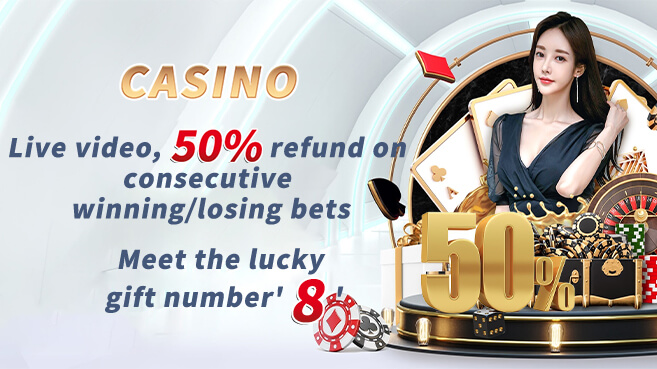 CASINO
Live video, 50% refund on
consecutive
winning/losing bets
Meet the lucky
gift number' 8 '
50%
A